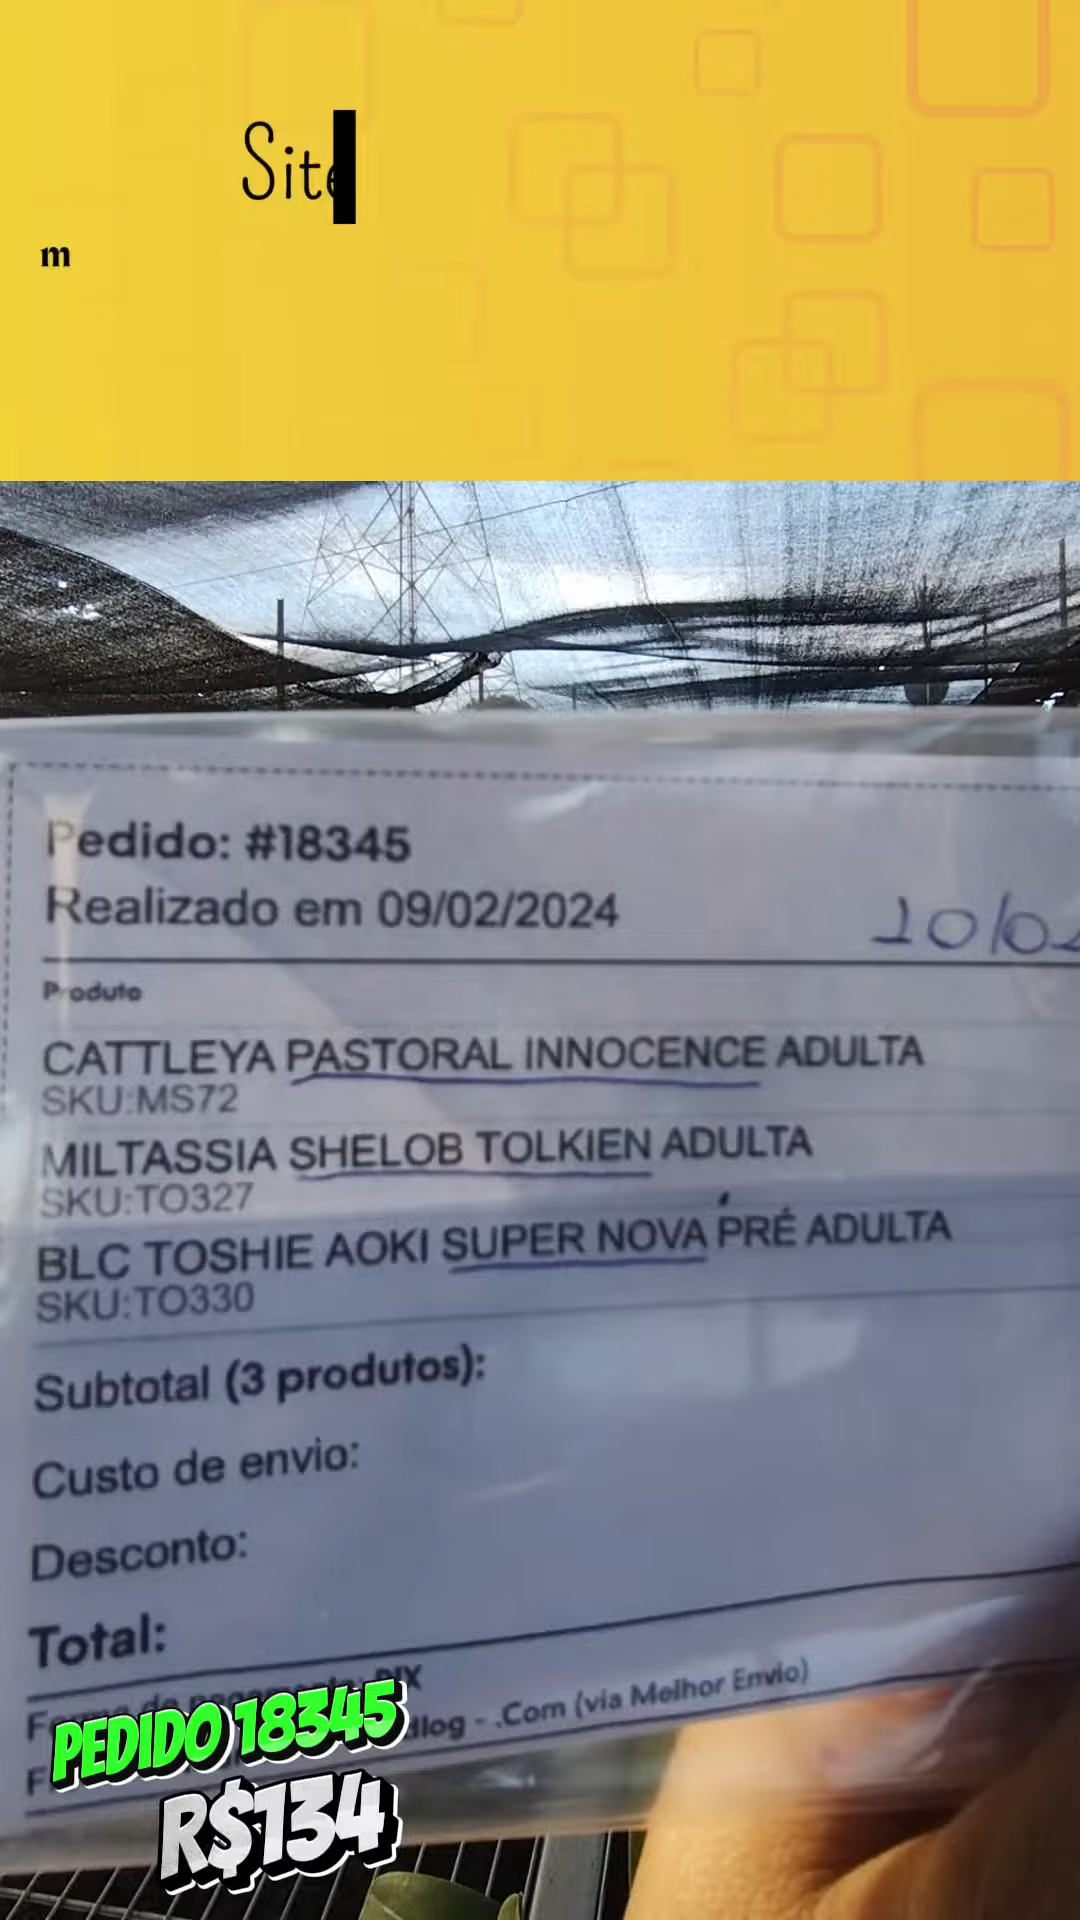 Site
m
Pedido: #18345
Realizado em 09/02/2024
10/02
Produto
CATTLEYA PASTORAL INNOCENCE ADULTA
SKU:MS72
MILTASSIA SHELOB TOLKIEN ADULTA
SKU:TO327
BLC TOSHIE AOKI SUPER NOVA PRÉ ADULTA
SKU:TO330
Subtotal (3 produtos):
Custo de envio:
Desconto:
Total:
PIX
- .Com (via Melhor Envio)
PEDIDO 18345
R$134